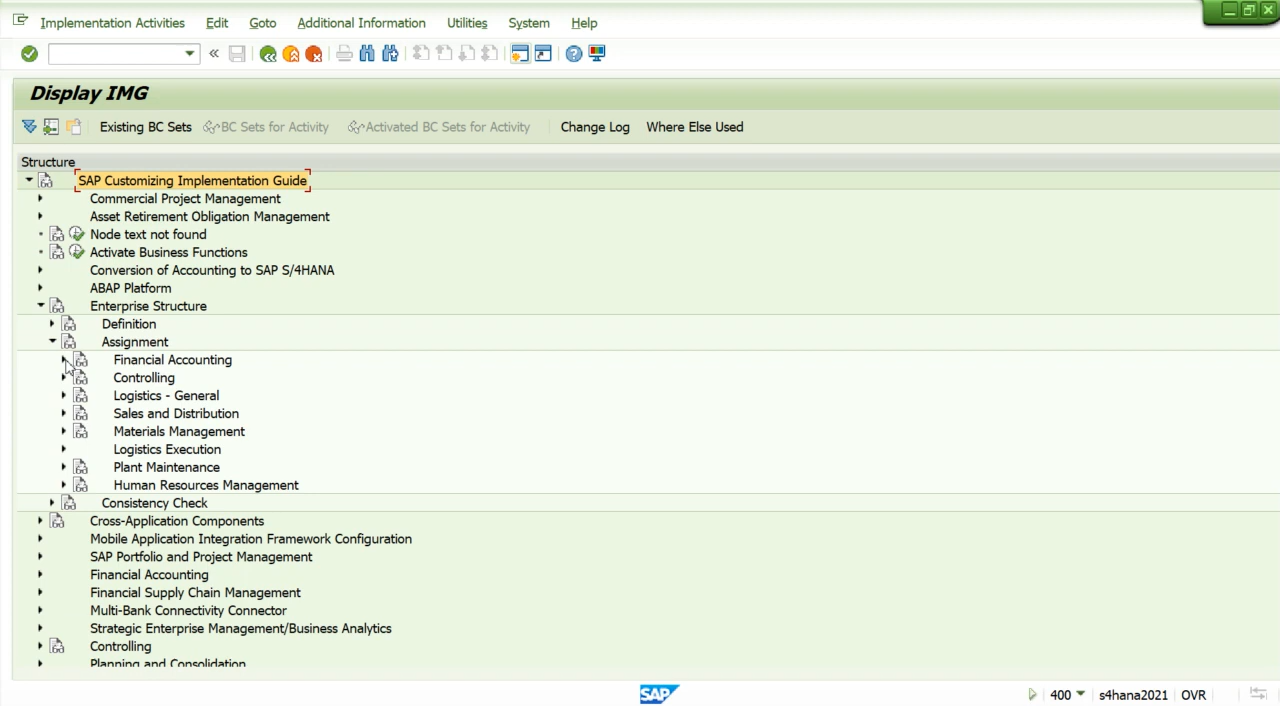 Implementation Activities Edit Goto Additional Information Utilities System Help
Display IMG
Existing BC Sets BC Sets for Activity Activated BC Sets for Activity Change Log Where Else Used
Structure
SAP Customizing Implementation Guide
Commercial Project Management
Asset Retirement Obligation Management
Node text not found
Activate Business Functions
Conversion of Accounting to SAP S/4HANA
ABAP Platform
Enterprise Structure
Definition
Assignment
Financial Accounting
Controlling
Logistics - General
Sales and Distribution
Materials Management
Logistics Execution
Plant Maintenance
Human Resources Management
Consistency Check
Cross-Application Components
Mobile Application Integration Framework Configuration
SAP Portfolio and Project Management
Financial Accounting
Financial Supply Chain Management
Multi-Bank Connectivity Connector
Strategic Enterprise Management/Business Analytics
Controlling
Planning and Consolidation
SAP 400 s4hana2021 OVR